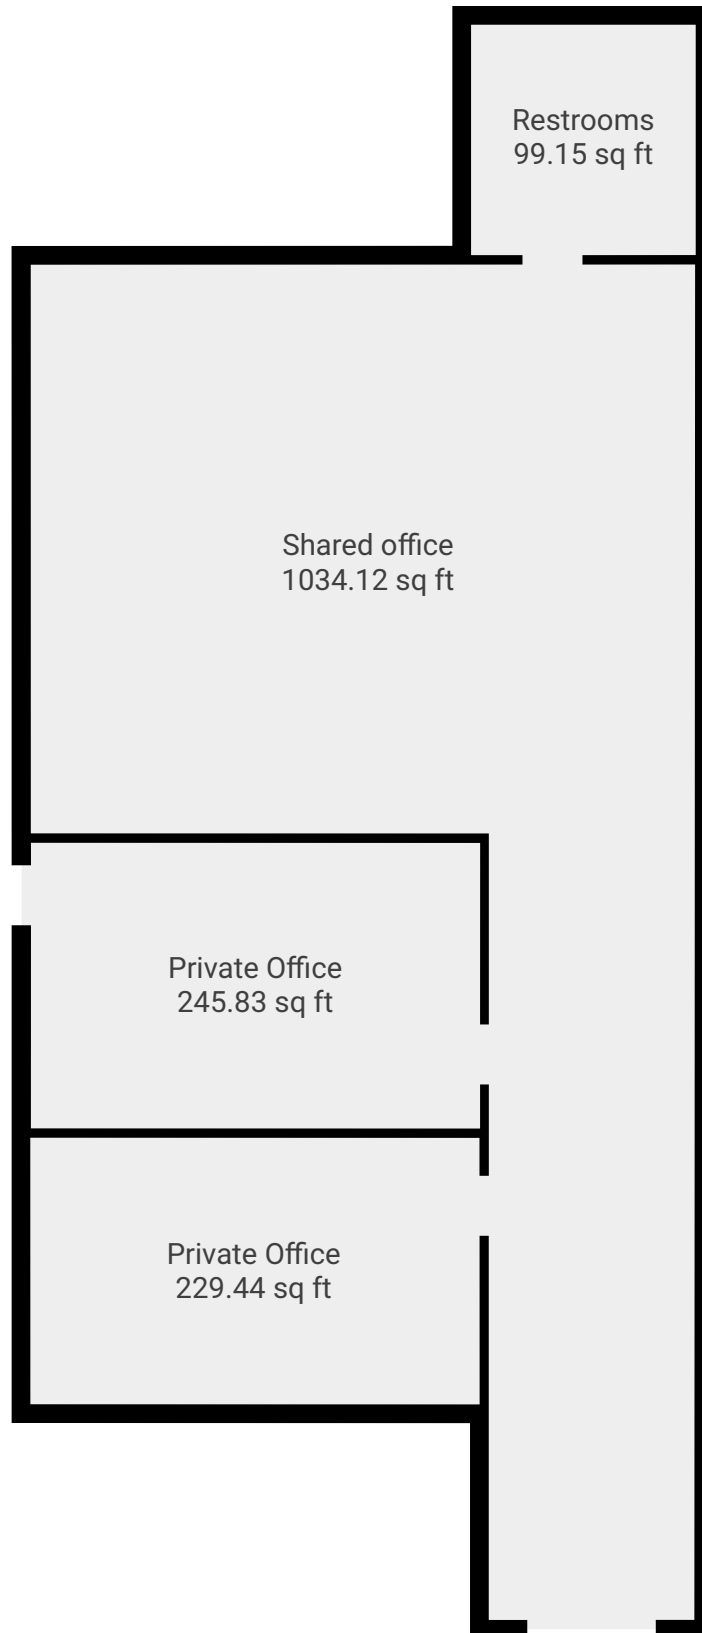 Restrooms
99.15 sq ft
Shared office
1034.12 sq ft
Private Office
245.83 sq ft
Private Office
229.44 sq ft